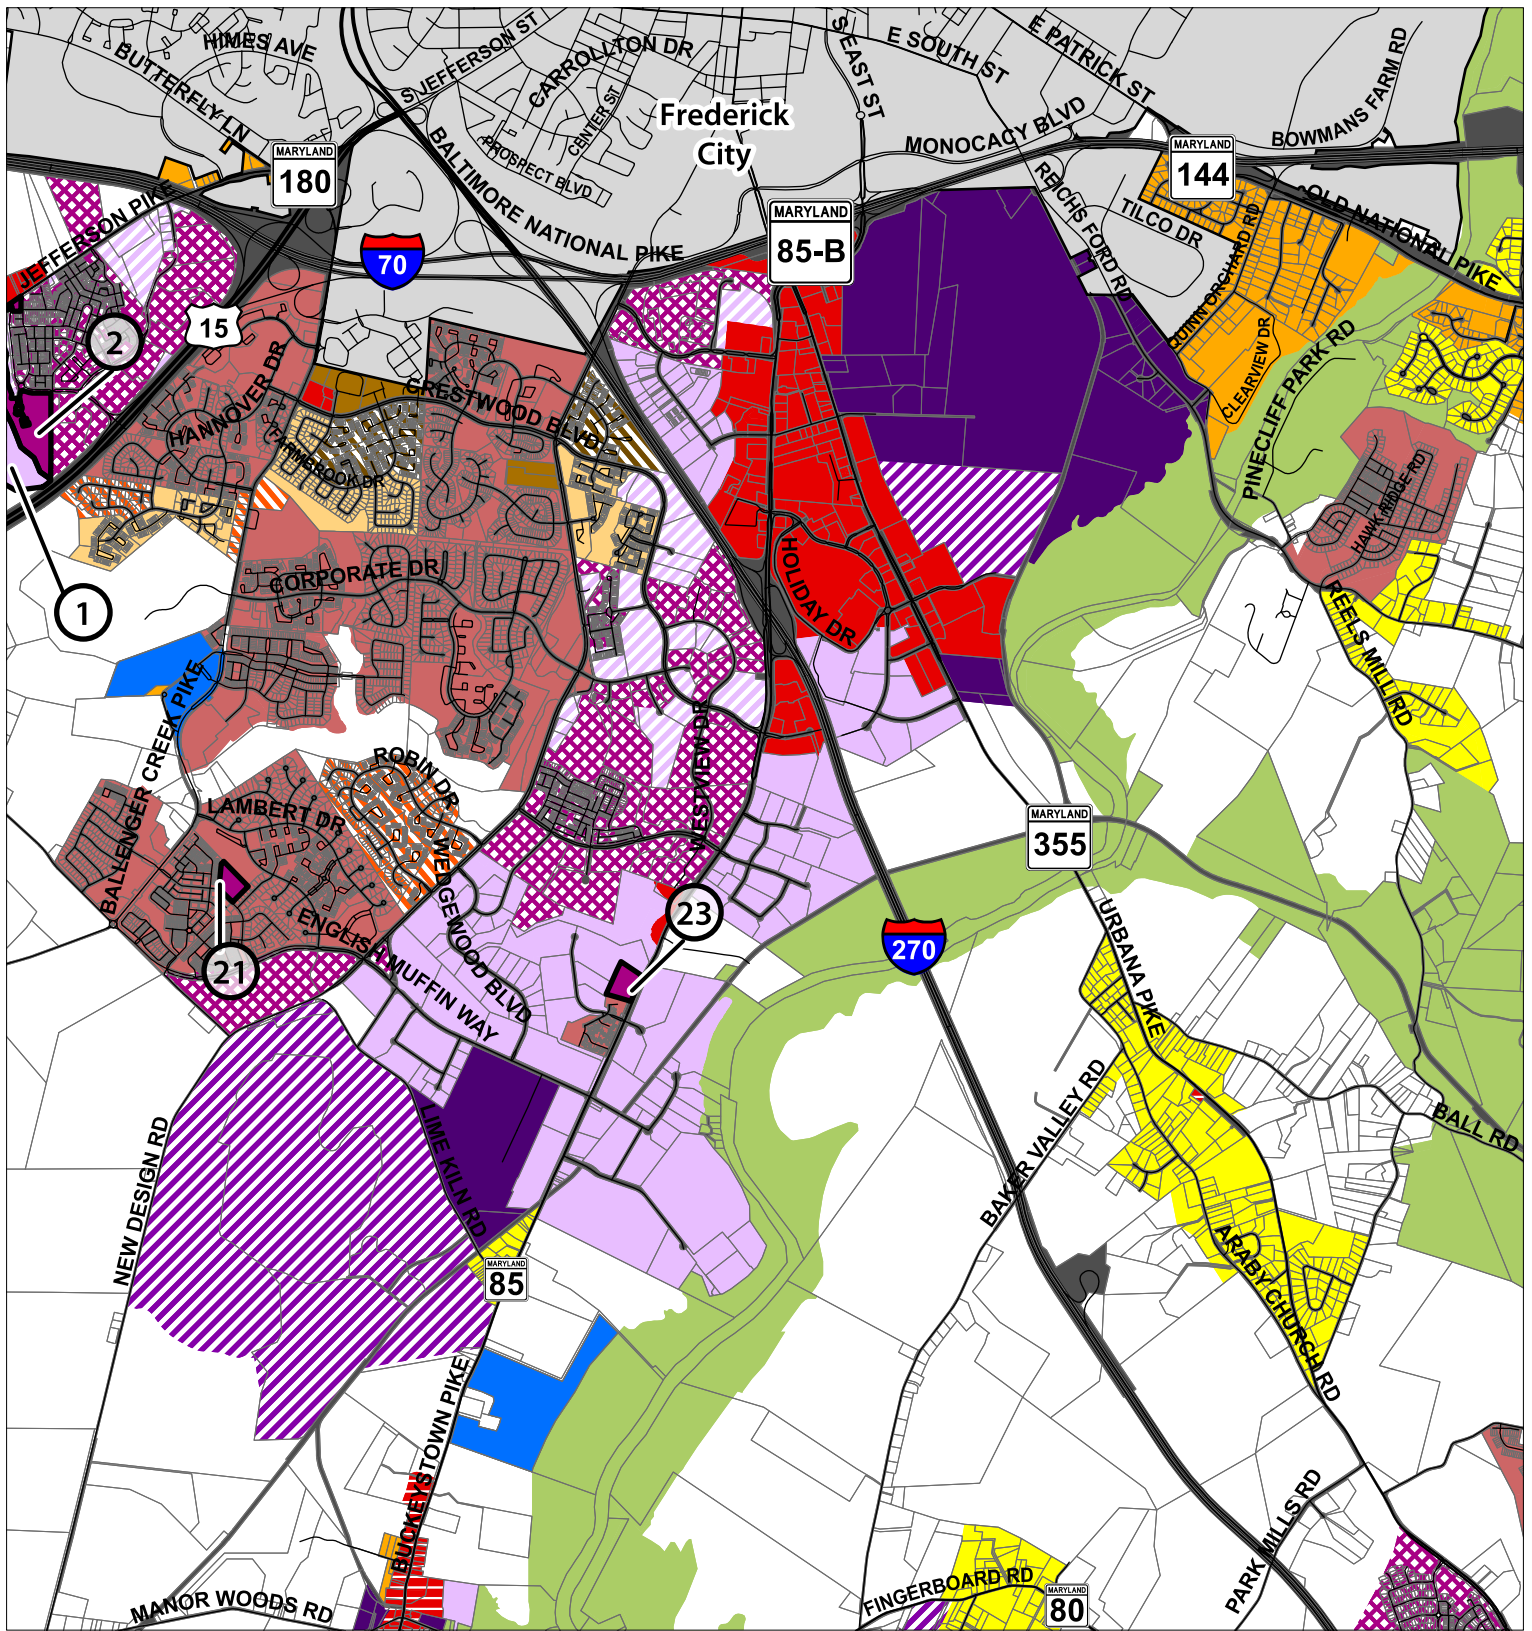 HIMES AVE
BUTTERFLY LN
S JEFFERSON ST
CARROLLTON DR
CENTER ST
PROSPECT BLVD
S EAST ST
E SOUTH ST
E PATRICK ST
BOWMANS FARM RD
Frederick
City
MONOCACY BLVD
MARYLAND
180
MARYLAND
144
JEFFERSON PIKE
BALTIMORE NATIONAL PIKE
MARYLAND
85-B
REICHS FORD RD
TILCO DR
QUINN ORCHARD RD
OLD NATIONAL PIKE
70
15
2
HANNOVER DR
CRESTWOOD BLVD
FARMBROOK DR
CLEARVIEW DR
PINECLIFF PARK RD
HAWK RIDGE RD
1
CORPORATE DR
HOLIDAY DR
REELS MILL RD
BALLENGER CREEK PIKE
WESTVIEW DR
ROBIN DR
LAMBERT DR
MARYLAND
355
WEDGEWOOD BLVD
ENGLISH MUFFIN WAY
21
23
270
URBANA PIKE
LIME KILN RD
NEW DESIGN RD
BAKER VALLEY RD
BALL RD
ARABY CHURCH RD
MARYLAND
85
BUCKEYSTOWN PIKE
MANOR WOODS RD
FINGERBOARD RD
MARYLAND
80
PARK MILLS RD